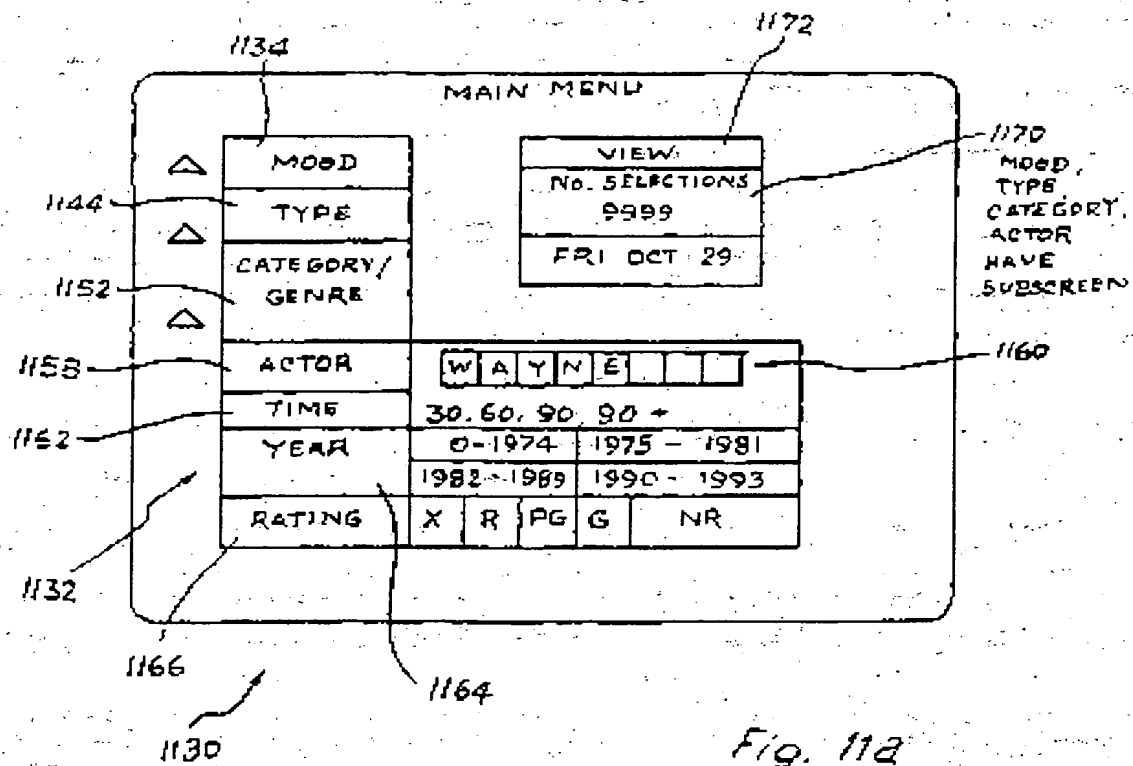 1172
1134
MAIN MENU
MOOD
VIEW
1170
No. SELECTIONS
MOOD,
TYPE,
CATEGORY,
ACTOR
HAVE
SUBSCREEN
1144
TYPE
9999
CATEGORY/
GENRE
FRI OCT 29
1152
1158
ACTOR
WAYNE
1160
TIME
30, 60, 90, 90 +
1162
YEAR
0-1974
1975 - 1981
1982 - 1989
1990 - 1993
RATING
X
R
PG
G
NR
1132
1166
1164
1130
Fig. 11a